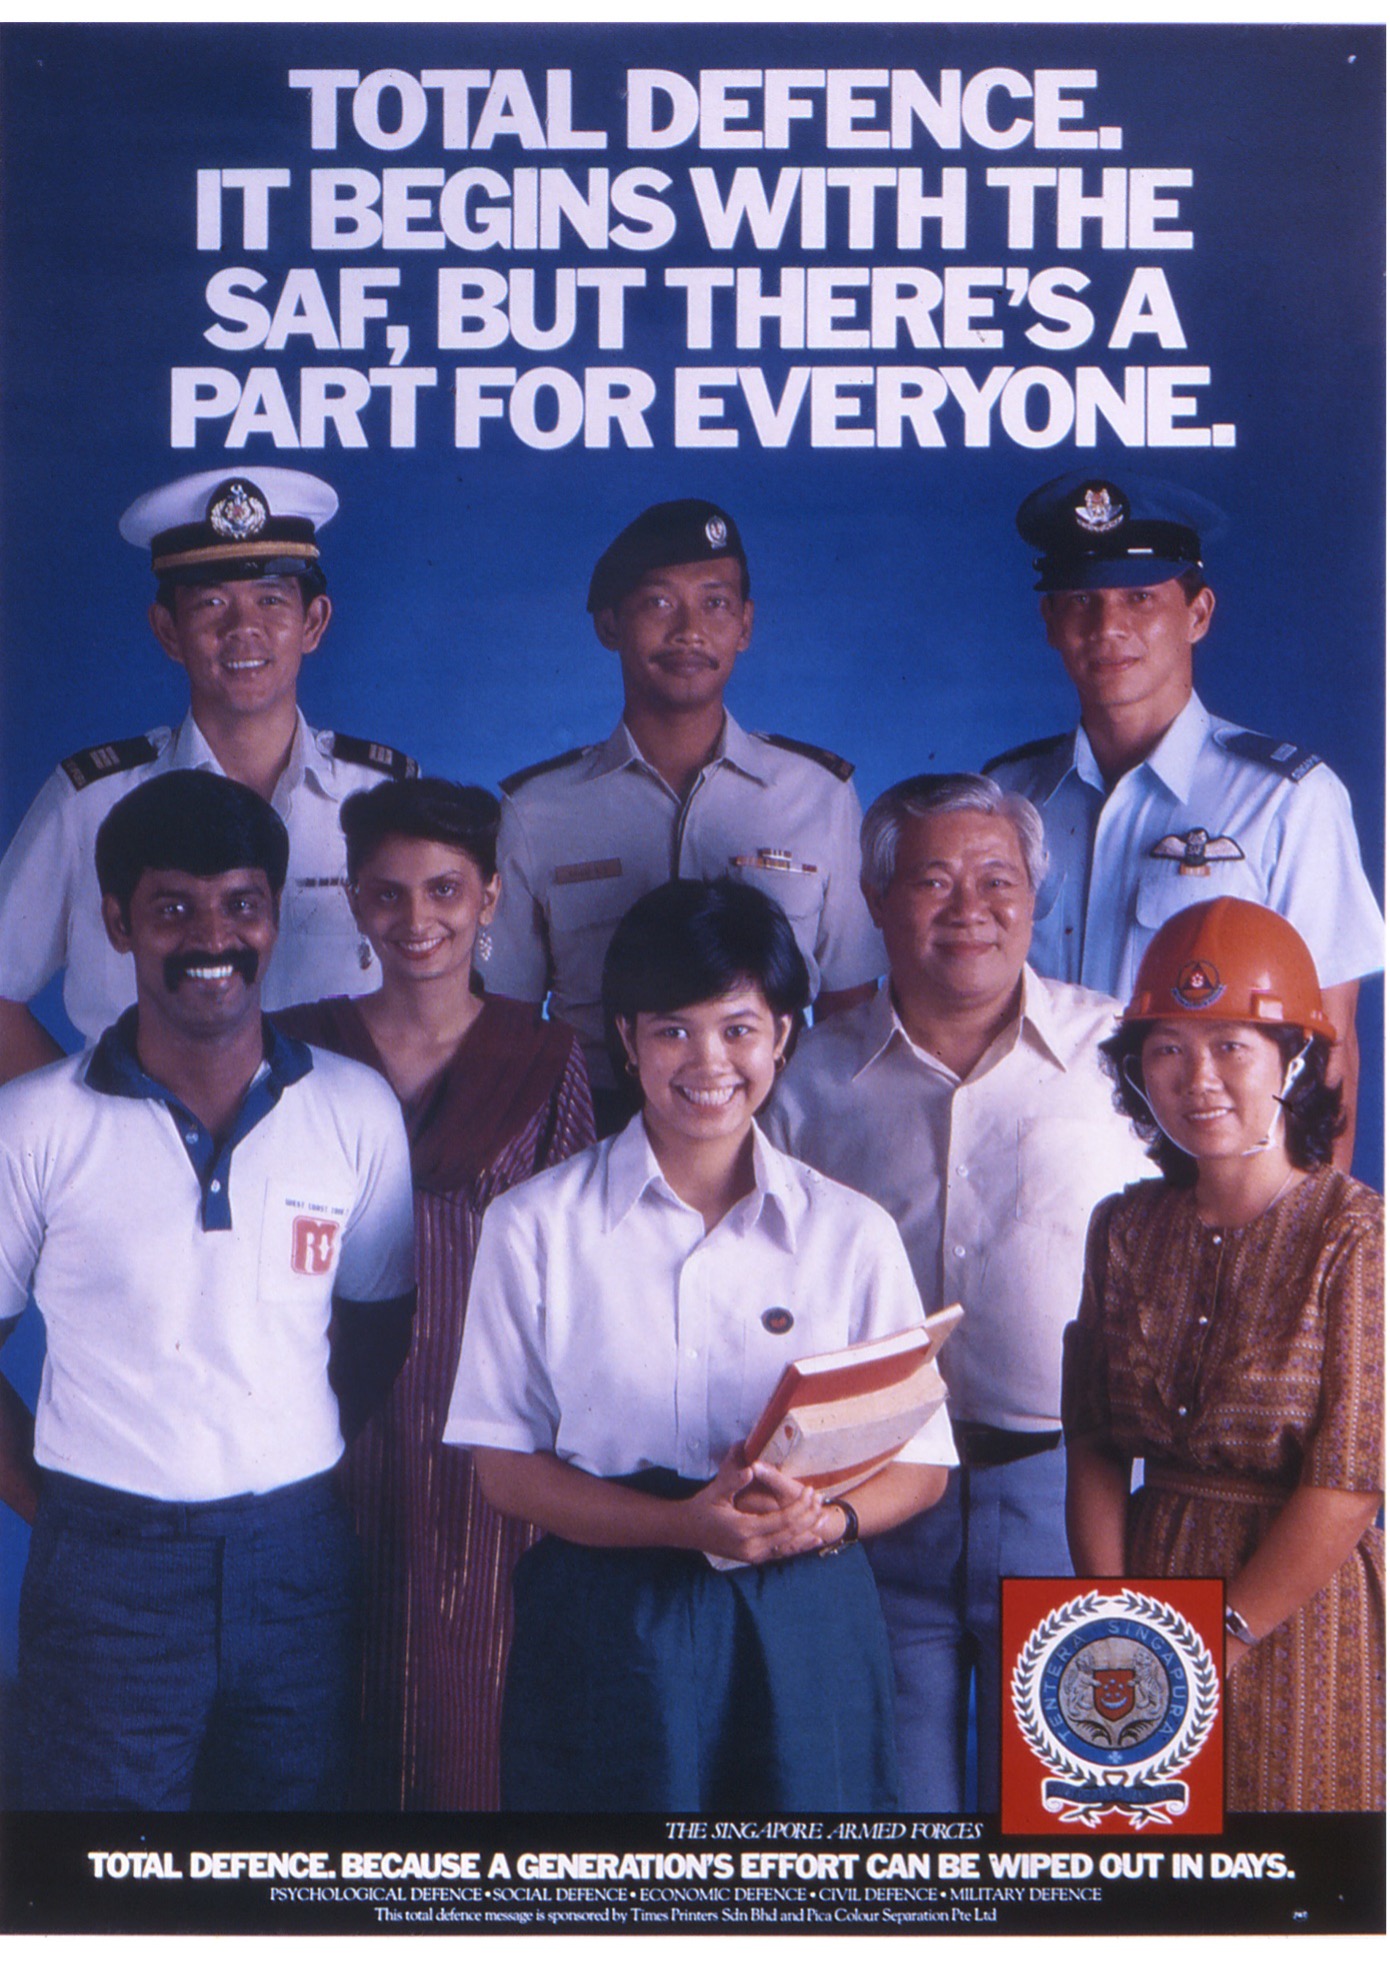 TOTAL DEFENCE.
IT BEGINS WITH THE
SAF, BUT THERE'S A
PART FOR EVERYONE.
TENTERA SINGAPURA
THE SINGAPORE ARMED FORCES
TOTAL DEFENCE. BECAUSE A GENERATION'S EFFORT CAN BE WIPED OUT IN DAYS.
PSYCHOLOGICAL DEFENCE • SOCIAL DEFENCE • ECONOMIC DEFENCE • CIVIL DEFENCE • MILITARY DEFENCE
This total defence message is sponsored by Times Printers Sdn Bhd and Pica Colour Separation Pte Ltd